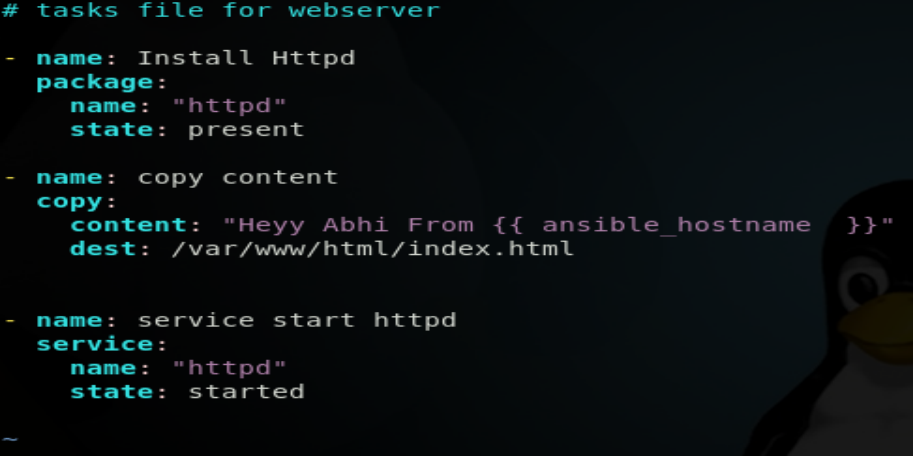 # tasks file for webserver
- name: Install Httpd
  package:
    name: "httpd"
    state: present
- name: copy content
  copy:
    content: "Heyy Abhi From {{ ansible_hostname  }}"
    dest: /var/www/html/index.html
- name: service start httpd
  service:
    name: "httpd"
    state: started
~